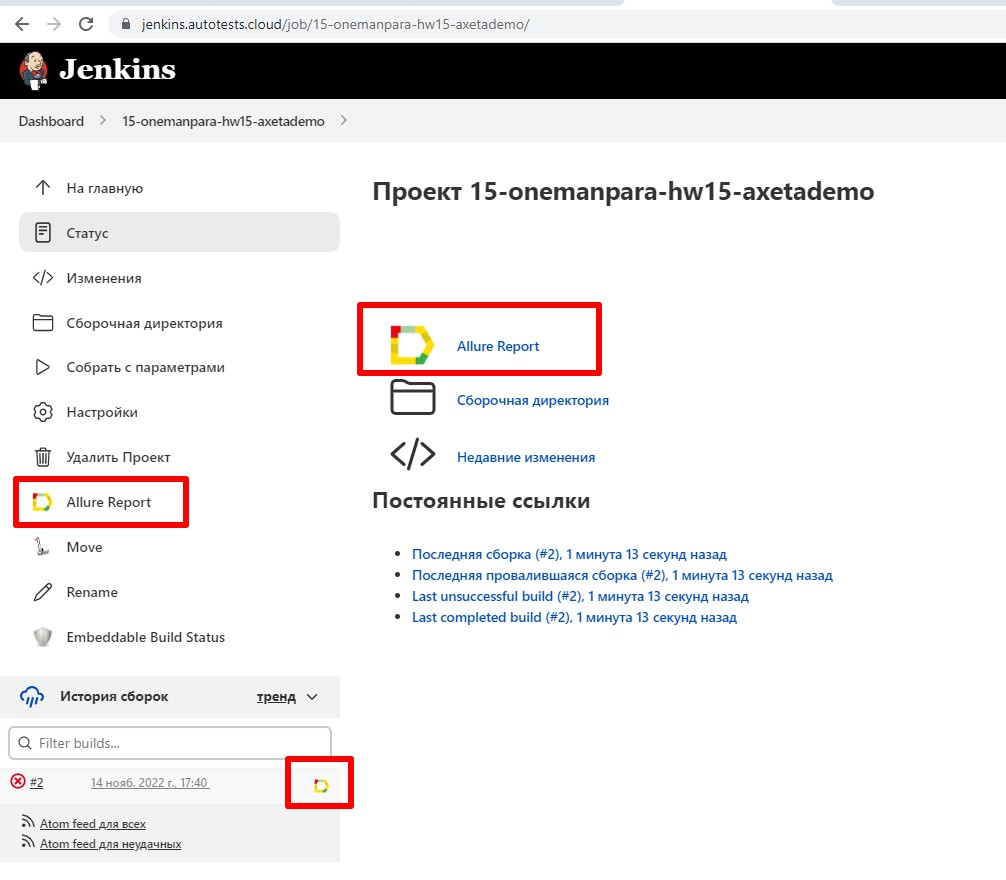 jenkins.autotests.cloud/job/15-onemanpara-hw15-axetademo/
Jenkins
Dashboard
15-onemanpara-hw15-axetademo
На главную
Статус
Изменения
Сборочная директория
Собрать с параметрами
Настройки
Удалить Проект
Allure Report
Move
Rename
Embeddable Build Status
История сборок
тренд
Filter builds...
#2
14 нояб. 2022 г., 17:40
Atom feed для всех
Atom feed для неудачных
Проект 15-onemanpara-hw15-axetademo
Allure Report
Сборочная директория
Недавние изменения
Постоянные ссылки
Последняя сборка (#2), 1 минута 13 секунд назад
Последняя провалившаяся сборка (#2), 1 минута 13 секунд назад
Last unsuccessful build (#2), 1 минута 13 секунд назад
Last completed build (#2), 1 минута 13 секунд назад